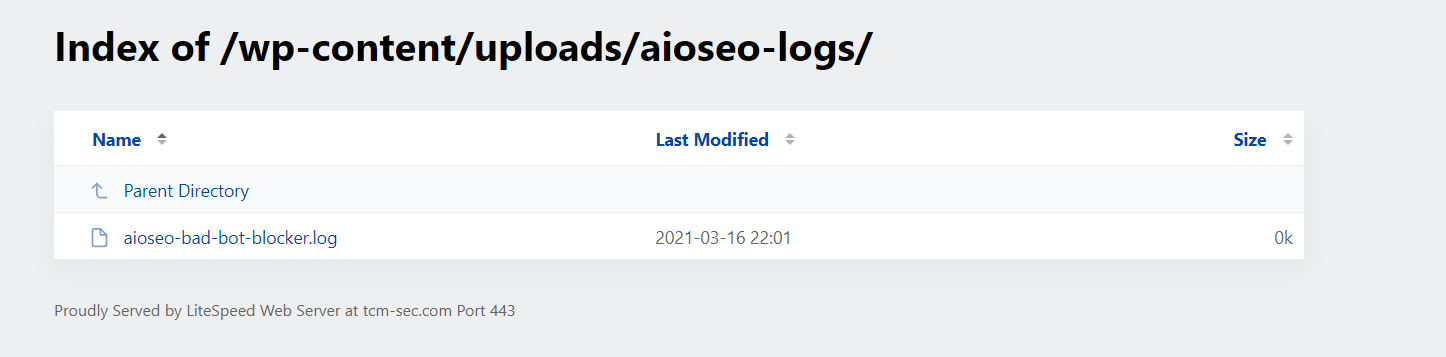 Index of /wp-content/uploads/aioseo-logs/
Name Last Modified Size
Parent Directory
aioseo-bad-bot-blocker.log 2021-03-16 22:01 0k
Proudly Served by LiteSpeed Web Server at tcm-sec.com Port 443